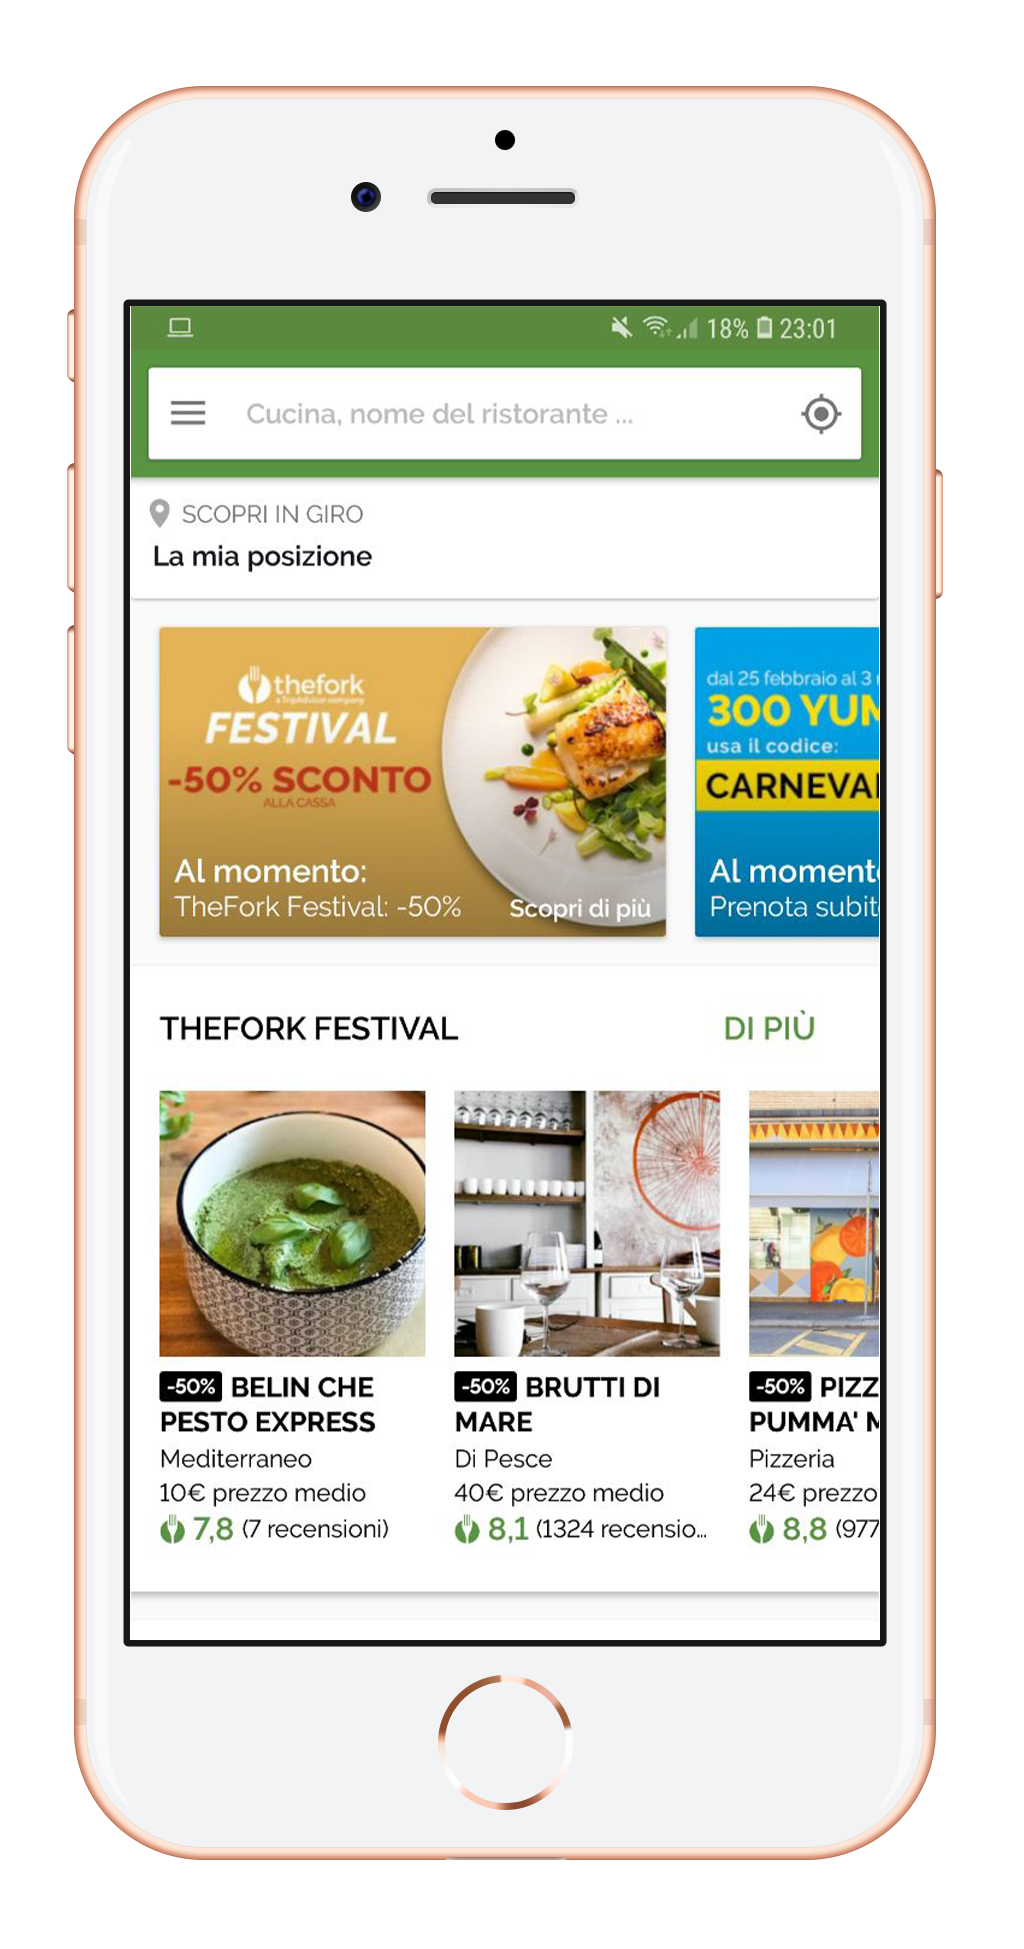 18% 23:01
Cucina, nome del ristorante ...
SCOPRI IN GIRO
La mia posizione
thefork
a TripAdvisor company
FESTIVAL
-50% SCONTO
ALLA CASSA
Al momento:
TheFork Festival: -50%
Scopri di più
dal 25 febbraio al 3
300 YUM
usa il codice:
CARNEVAL
Al momento
Prenota subito
THEFORK FESTIVAL
DI PIÙ
-50% BELIN CHE
PESTO EXPRESS
Mediterraneo
10€ prezzo medio
7,8 (7 recensioni)
-50% BRUTTI DI
MARE
Di Pesce
40€ prezzo medio
8,1 (1324 recensio...
-50% PIZZ
PUMMA' M
Pizzeria
24€ prezzo
8,8 (977